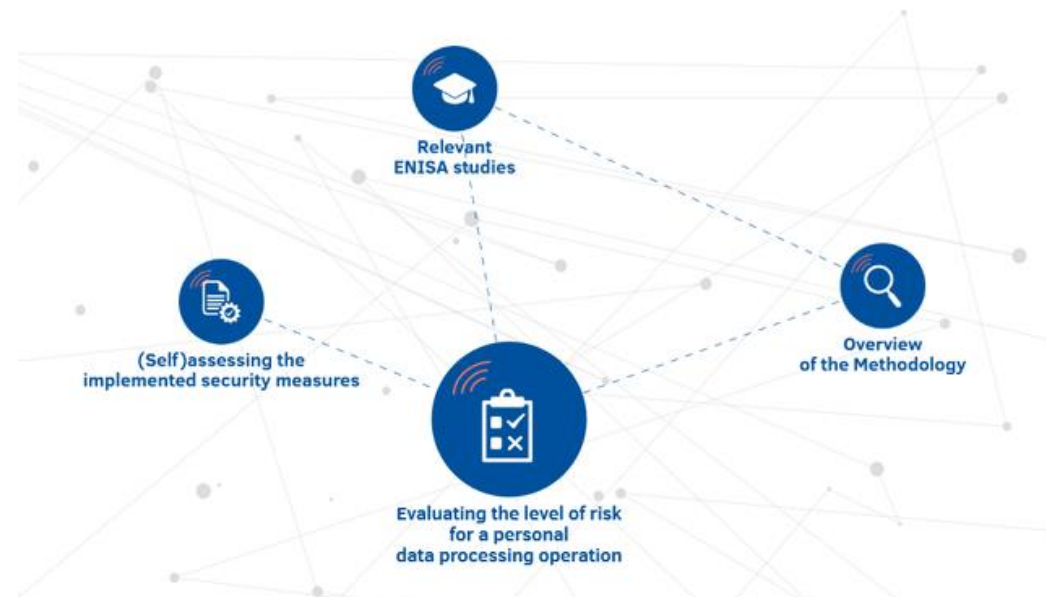 Relevant
ENISA studies
(Self)assessing the
implemented security measures
Overview
of the Methodology
Evaluating the level of risk
for a personal
data processing operation